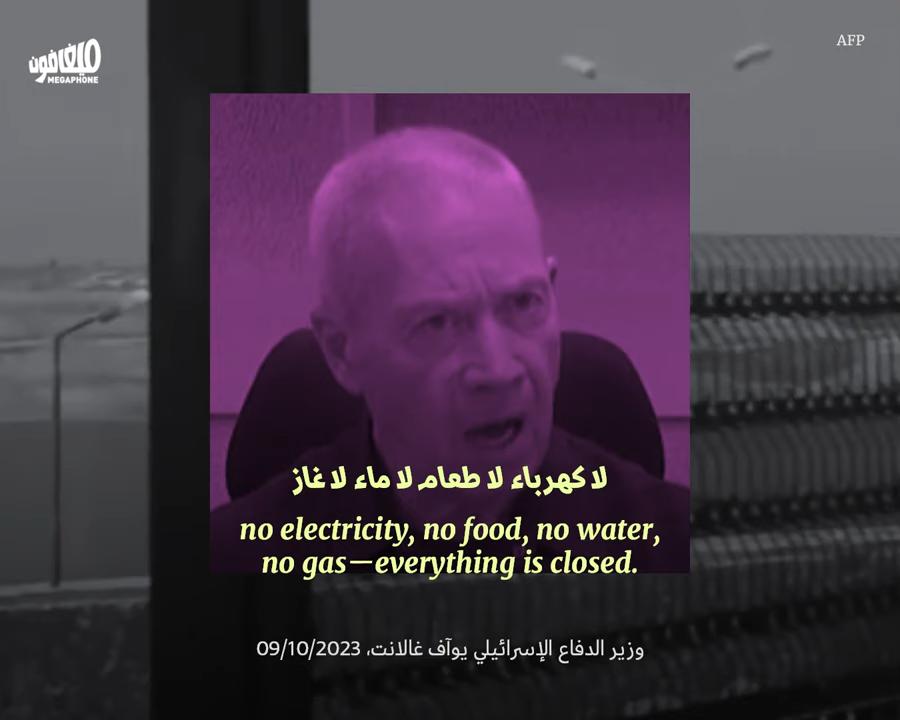 ميغافون
MEGAPHONE
AFP
لا كهرباء لا طعام لا ماء لا غاز
no electricity, no food, no water,
no gas—everything is closed.
وزير الدفاع الإسرائيلي يوآف غالانت، 09/10/2023